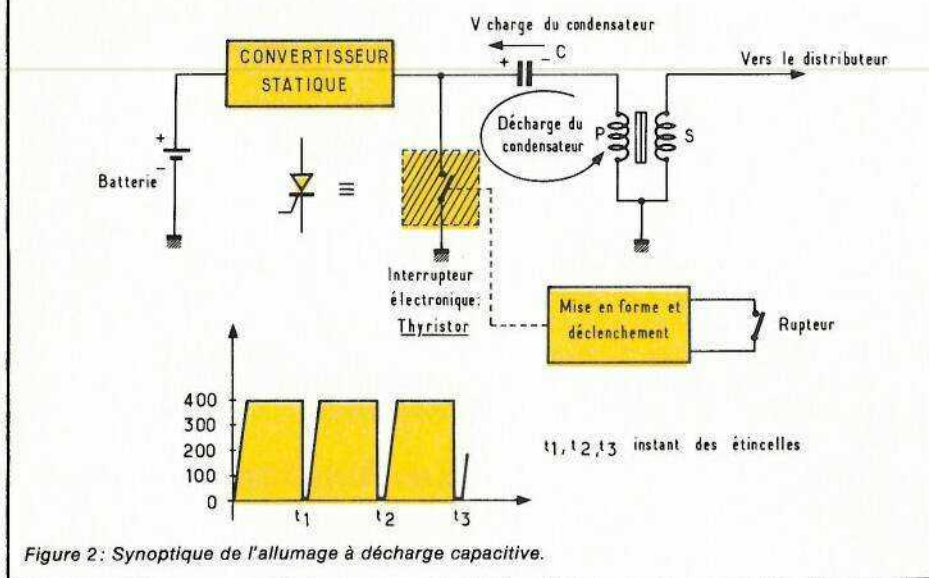 V charge du condensateur
+ - C
CONVERTISSEUR
STATIQUE
Vers le distributeur
Décharge du
condensateur
P
S
+
-
Batterie
≡
Interrupteur
électronique:
Thyristor
Mise en forme et
déclenchement
Rupteur
400
300
200
100
0
t1 t2 t3
t1, t2, t3 instant des étincelles
Figure 2: Synoptique de l'allumage à décharge capacitive.